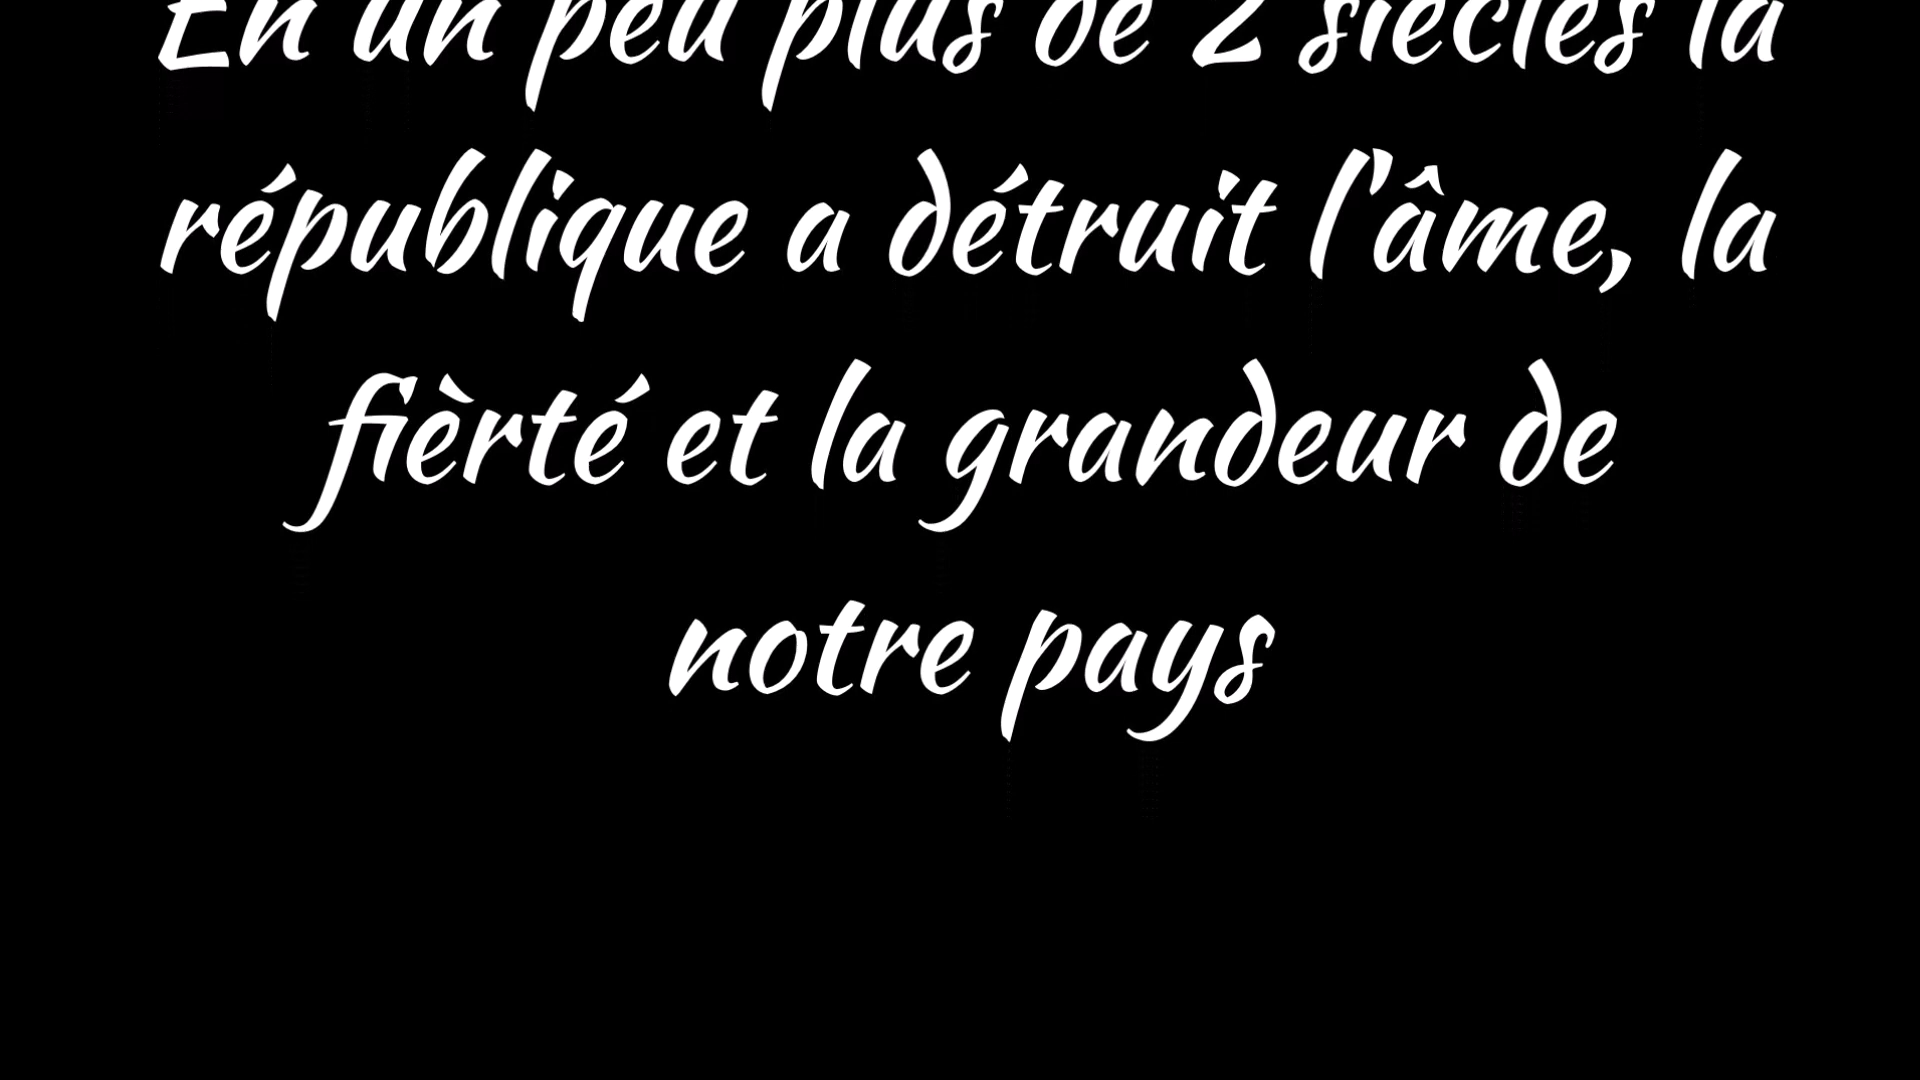 En un peu plus de 2 siècles la
république a détruit l'âme, la
fièrté et la grandeur de
notre pays